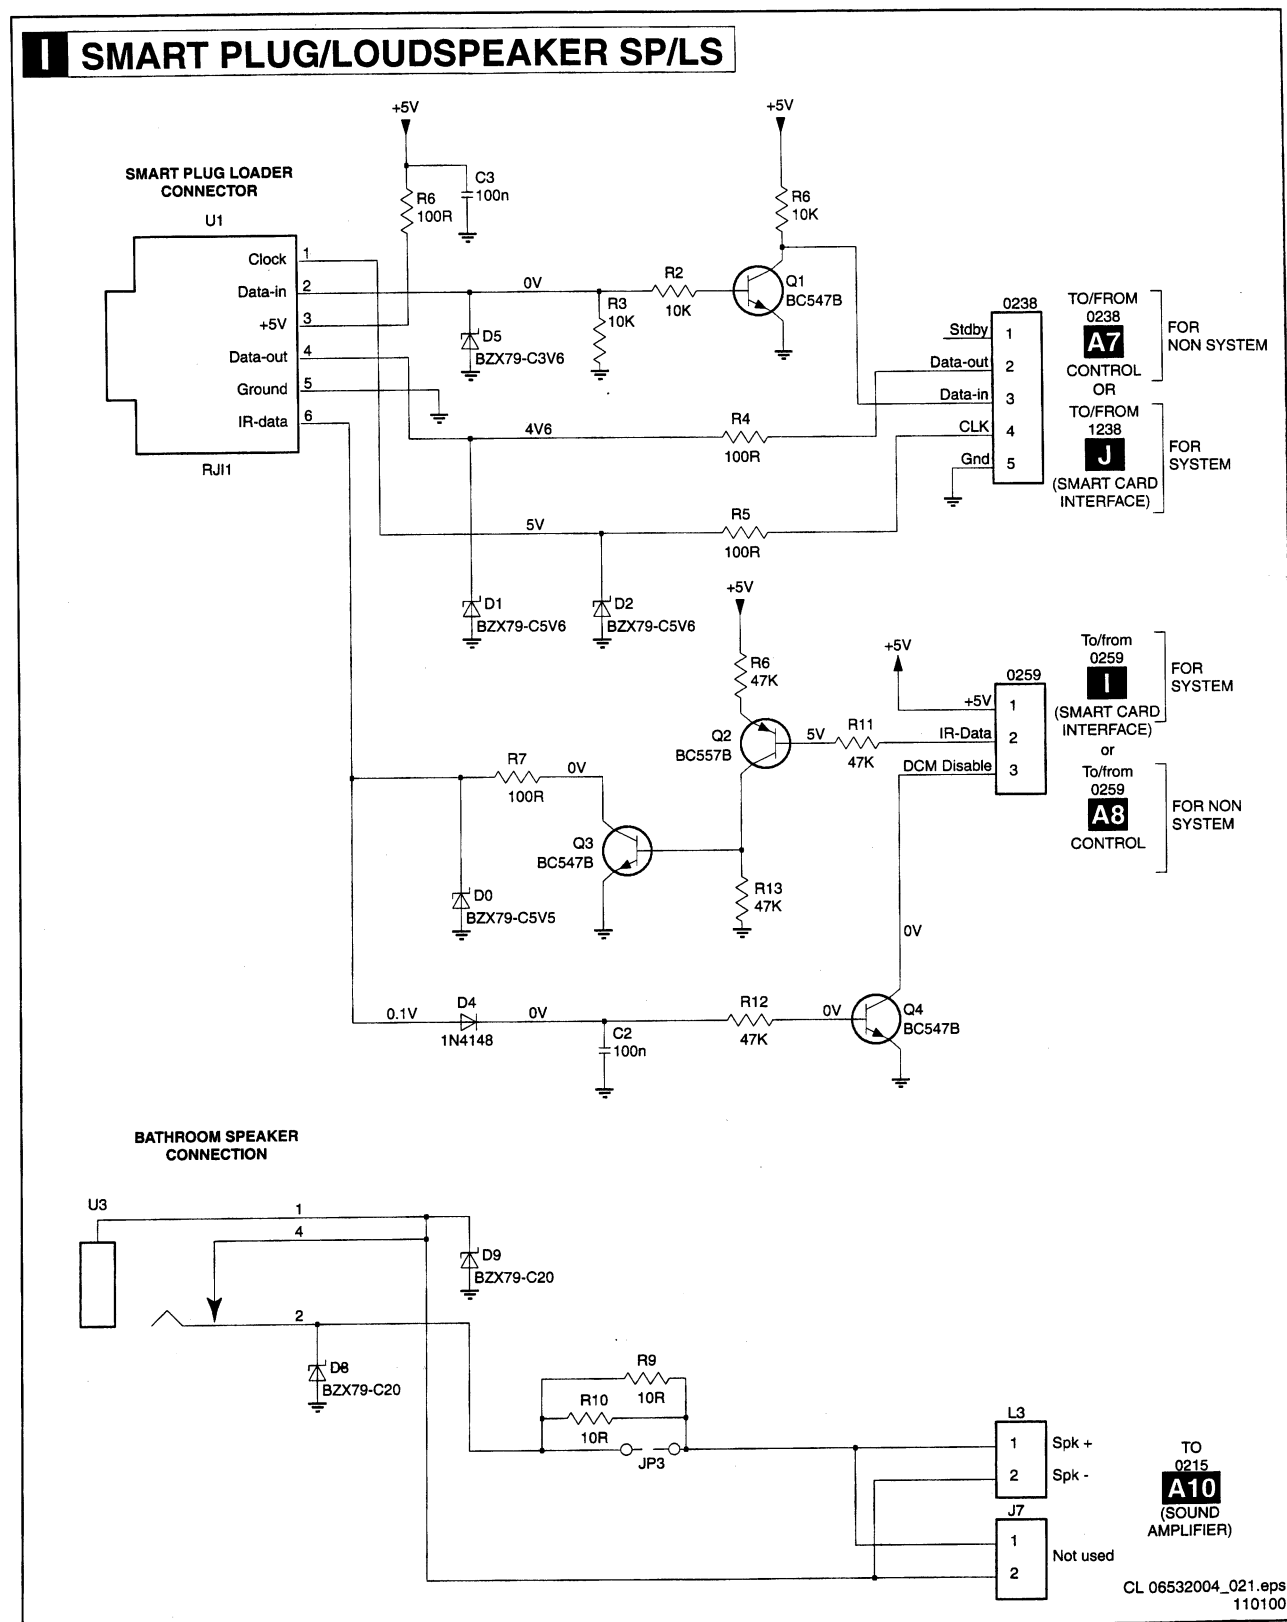 I SMART PLUG/LOUDSPEAKER SP/LS
+5V
+5V
SMART PLUG LOADER
CONNECTOR
U1
C3
100n
R6
100R
R6
10K
Clock 1
Data-in 2
+5V 3
Data-out 4
Ground 5
IR-data 6
RJI1
0V
R3
10K
R2
10K
Q1
BC547B
D5
BZX79-C3V6
0238
Stdby 1
Data-out 2
Data-in 3
CLK 4
Gnd 5
TO/FROM
0238
A7
CONTROL
OR
TO/FROM
1238
J
(SMART CARD
INTERFACE)
FOR
NON SYSTEM
FOR
SYSTEM
4V6
R4
100R
5V
R5
100R
D1
BZX79-C5V6
D2
BZX79-C5V6
+5V
R6
47K
+5V
0259
+5V 1
IR-Data 2
DCM Disable 3
To/from
0259
I
(SMART CARD
INTERFACE)
or
To/from
0259
A8
CONTROL
FOR
SYSTEM
FOR NON
SYSTEM
Q2
BC557B
5V
R11
47K
R7
100R
0V
Q3
BC547B
D0
BZX79-C5V5
R13
47K
0V
0.1V
D4
1N4148
0V
C2
100n
R12
47K
0V
Q4
BC547B
BATHROOM SPEAKER
CONNECTION
U3
1
4
2
D9
BZX79-C20
D8
BZX79-C20
R9
10R
R10
10R
JP3
L3
1 Spk +
2 Spk -
J7
1
2
Not used
TO
0215
A10
(SOUND
AMPLIFIER)
CL 06532004_021.eps
110100